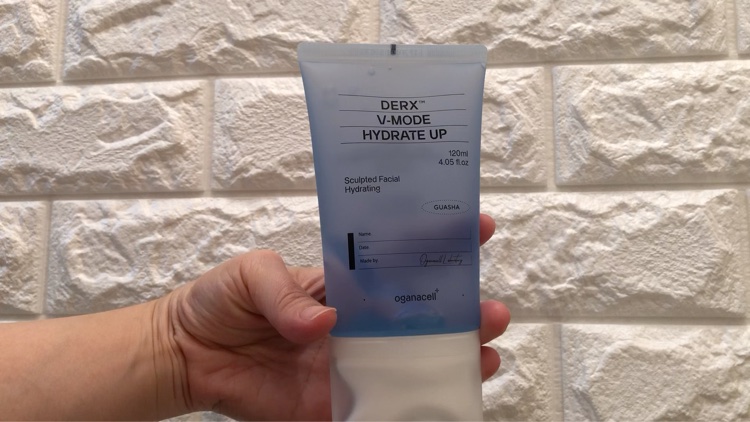 DERX™
V-MODE
HYDRATE UP
120ml
4.05 fl.oz
Sculpted Facial
Hydrating
GUASHA
Name
Date
Made by
oganacell